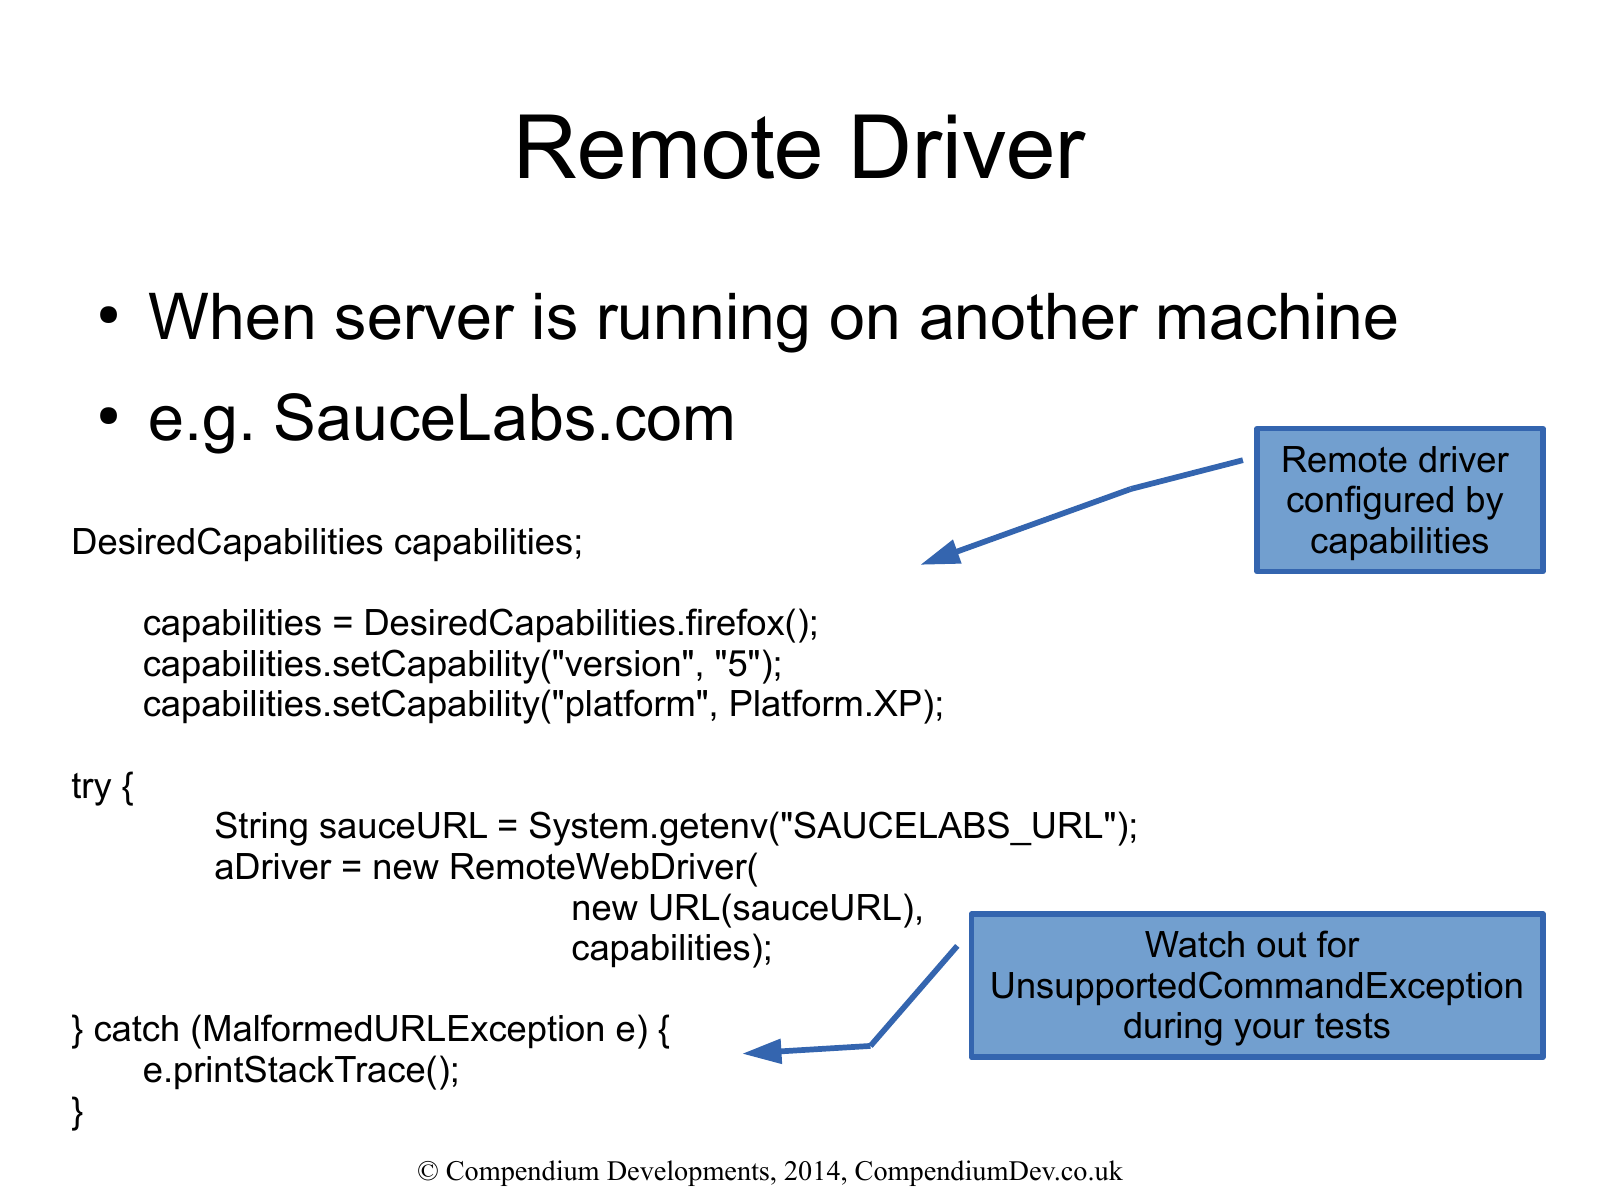 Remote Driver
• When server is running on another machine
• e.g. SauceLabs.com
Remote driver
configured by
capabilities
DesiredCapabilities capabilities;
capabilities = DesiredCapabilities.firefox();
capabilities.setCapability("version", "5");
capabilities.setCapability("platform", Platform.XP);
try {
String sauceURL = System.getenv("SAUCELABS_URL");
aDriver = new RemoteWebDriver(
new URL(sauceURL),
capabilities);
Watch out for
UnsupportedCommandException
during your tests
} catch (MalformedURLException e) {
e.printStackTrace();
}
© Compendium Developments, 2014, CompendiumDev.co.uk